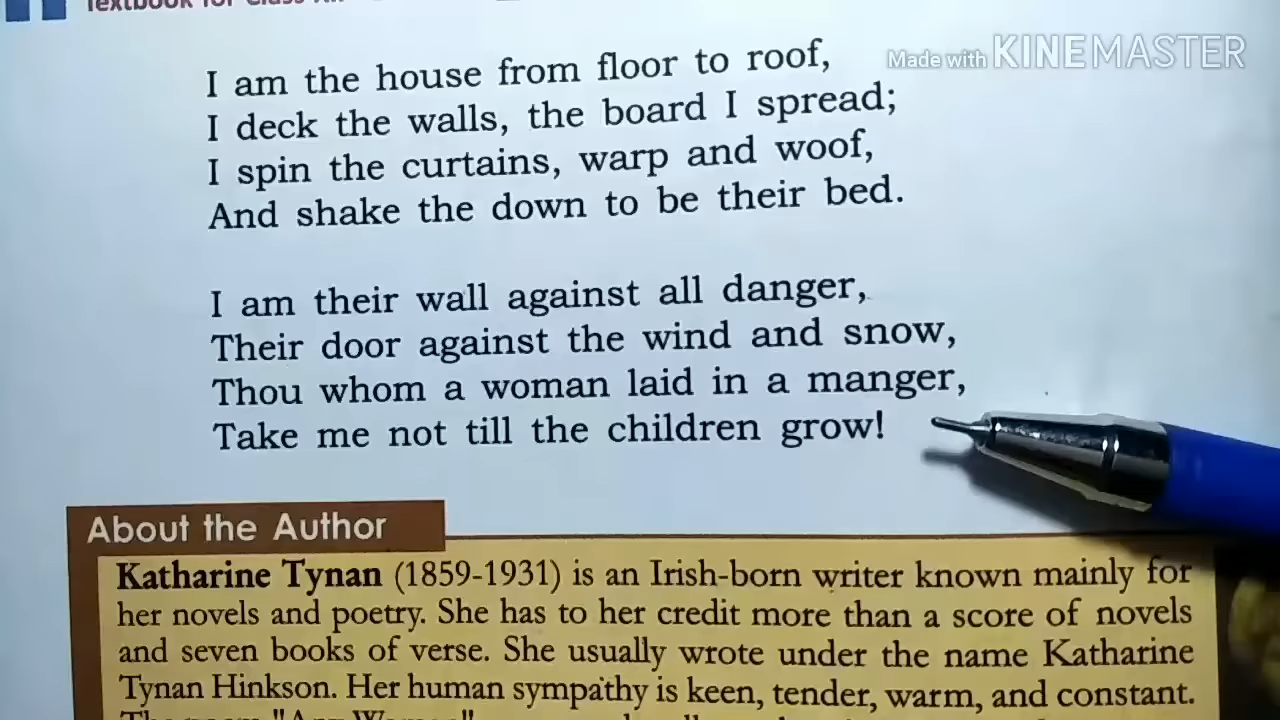 Textbook for Class XII
Made with KINEMASTER
I am the house from floor to roof,
I deck the walls, the board I spread;
I spin the curtains, warp and woof,
And shake the down to be their bed.
I am their wall against all danger,
Their door against the wind and snow,
Thou whom a woman laid in a manger,
Take me not till the children grow!
About the Author
Katharine Tynan (1859-1931) is an Irish-born writer known mainly for
her novels and poetry. She has to her credit more than a score of novels
and seven books of verse. She usually wrote under the name Katharine
Tynan Hinkson. Her human sympathy is keen, tender, warm, and constant.
The poem "Any Woman"